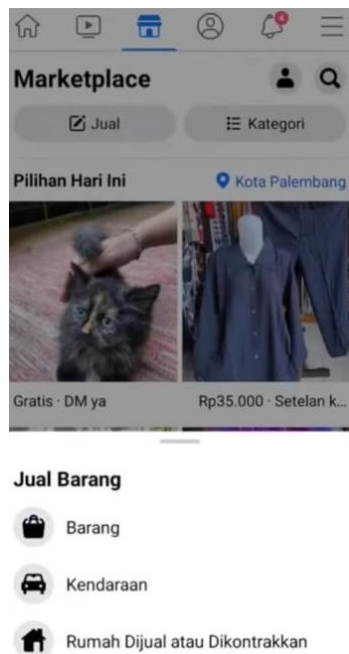 4
Marketplace
Jual
Kategori
Pilihan Hari Ini
Kota Palembang
Gratis · DM ya
Rp35.000 · Setelan k...
Jual Barang
Barang
Kendaraan
Rumah Dijual atau Dikontrakkan